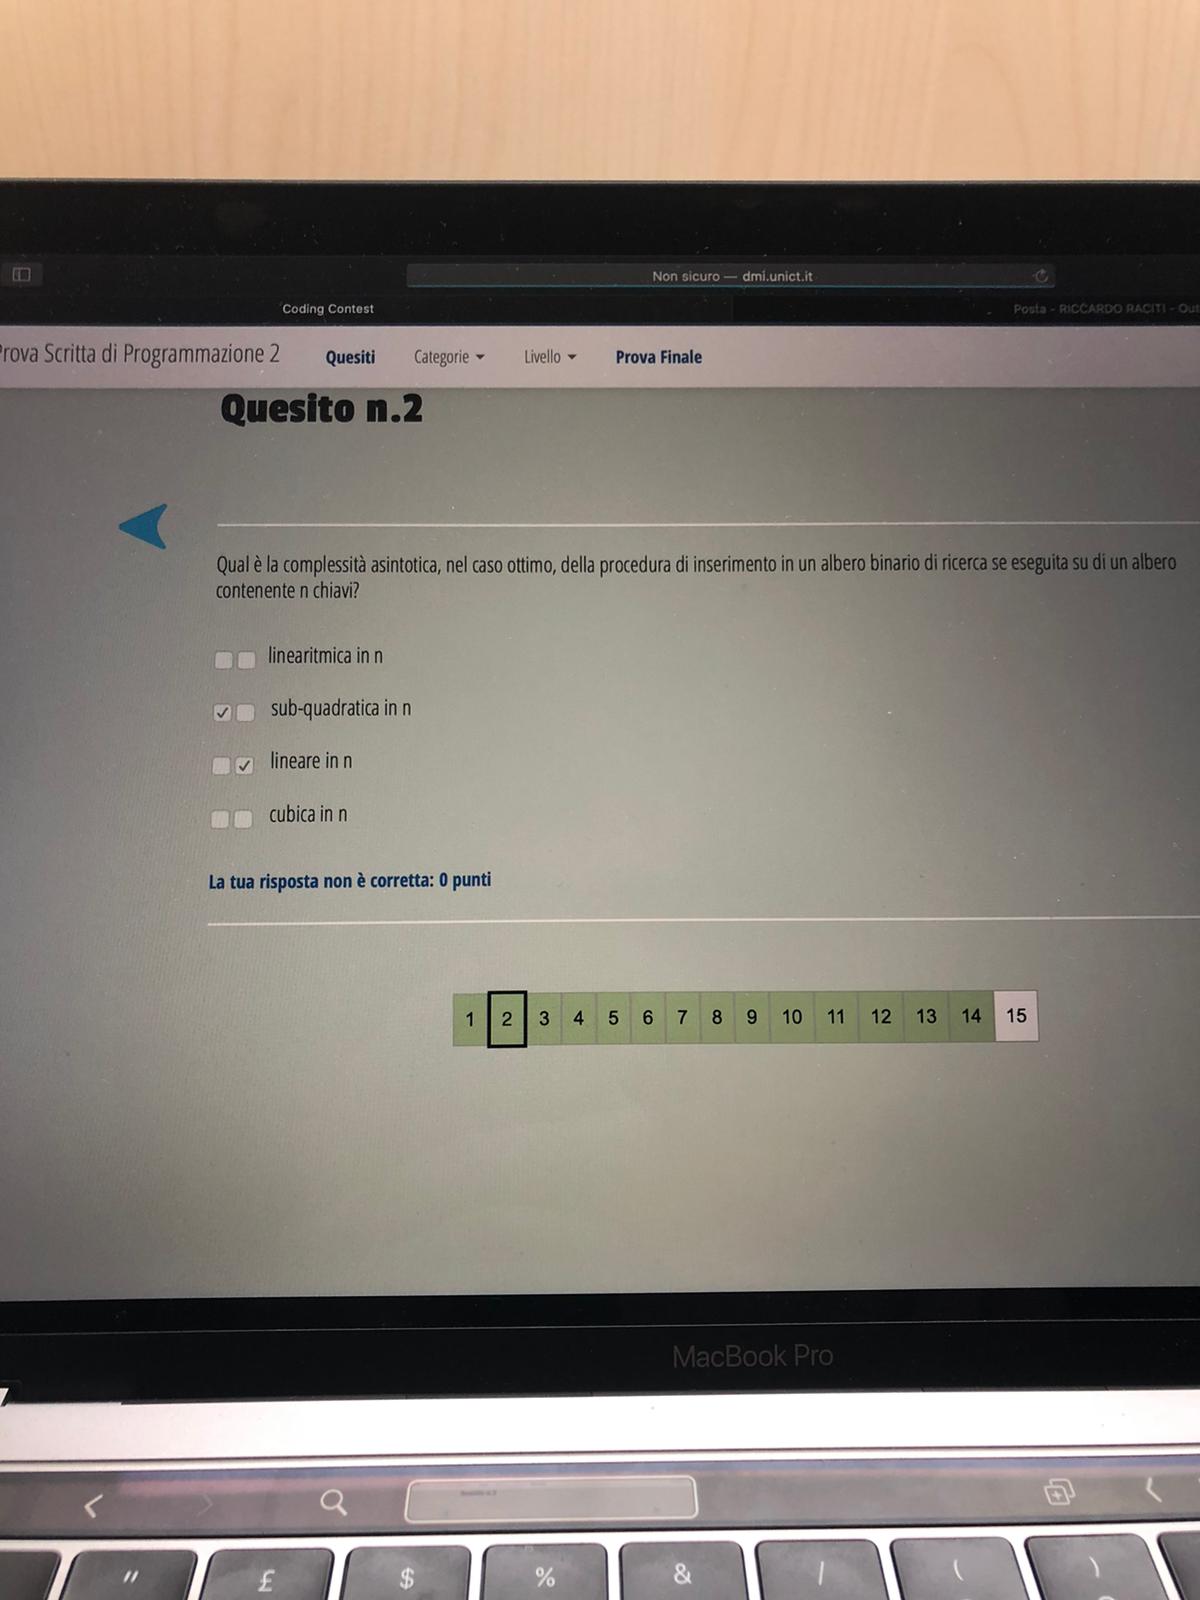 Non sicuro — dmi.unict.it
Coding Contest
Posta - RICCARDO RACITI - Out
Prova Scritta di Programmazione 2 Quesiti Categorie Livello Prova Finale
Quesito n.2
Qual è la complessità asintotica, nel caso ottimo, della procedura di inserimento in un albero binario di ricerca se eseguita su di un albero
contenente n chiavi?
linearitmica in n
sub-quadratica in n
lineare in n
cubica in n
La tua risposta non è corretta: 0 punti
1 2 3 4 5 6 7 8 9 10 11 12 13 14 15
MacBook Pro
" £ $ % & / ( )